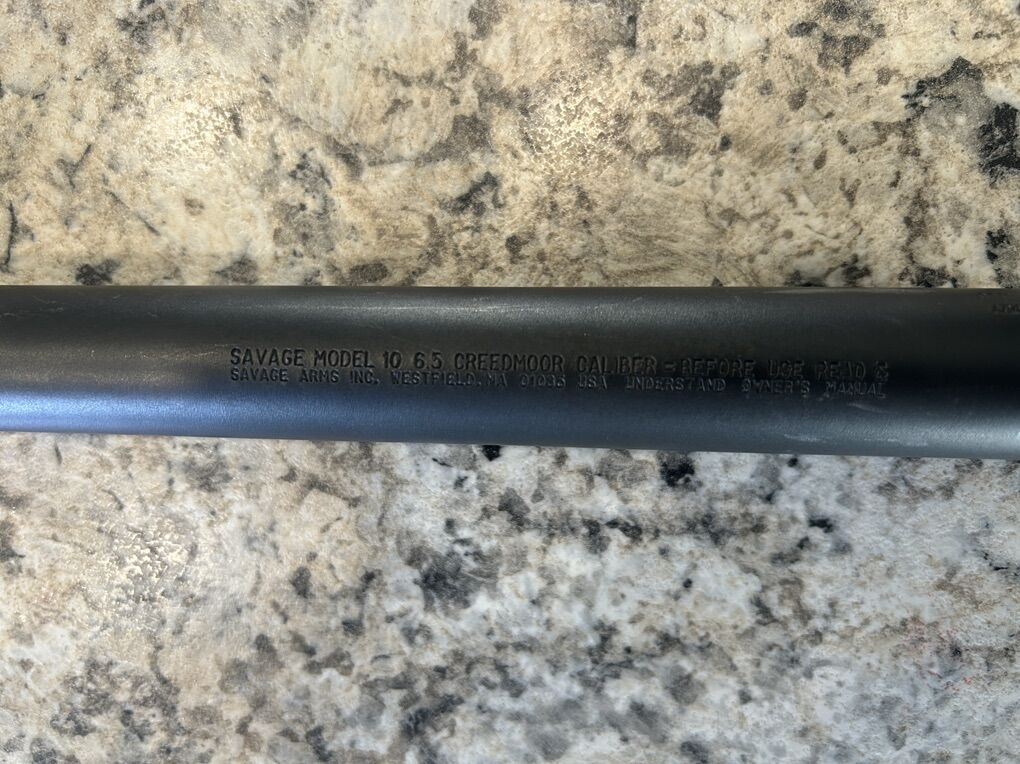 SAVAGE MODEL 10 6.5 CREEDMOOR CALIBER - BEFORE USE READ &
SAVAGE ARMS INC. WESTFIELD, MA 01085 USA UNDERSTAND OWNER'S MANUAL